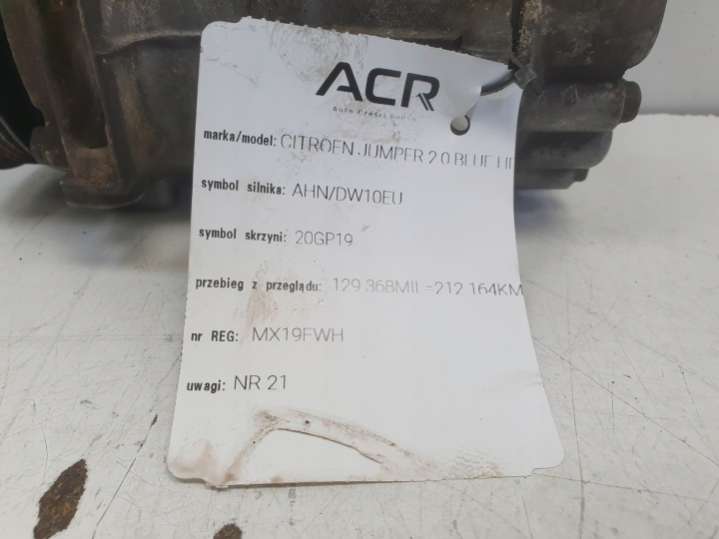 ACR
marka/model: CITROEN JUMPER 2.0 BLUE
symbol silnika: AHN/DW10EU
symbol skrzyni: 20GP19
przebieg z przeglądu: 129 368MIL-212 164KM
nr REG: MX19FWH
uwagi: NR 21